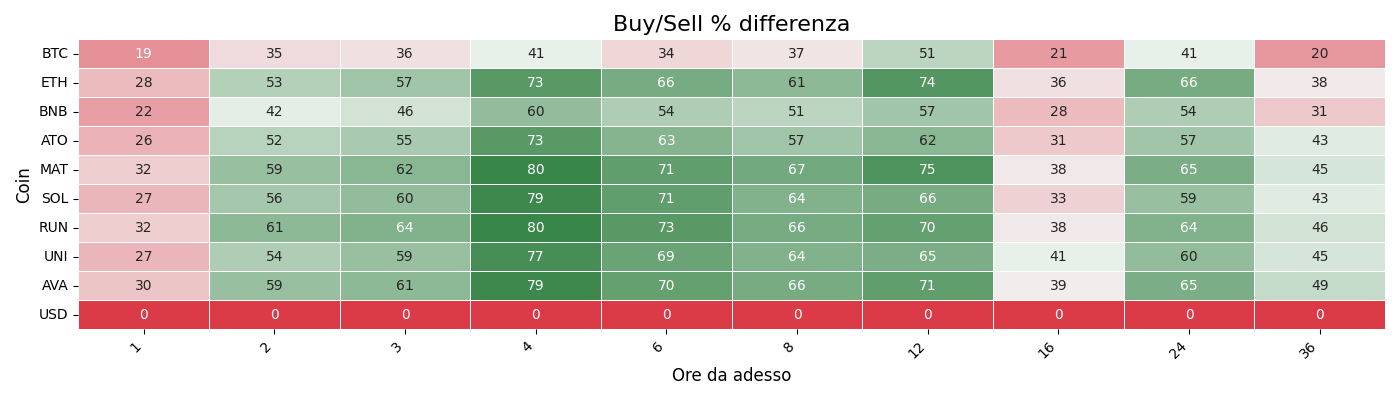 Buy/Sell % differenza
Coin
BTC 19 35 36 41 34 37 51 21 41 20
ETH 28 53 57 73 66 61 74 36 66 38
BNB 22 42 46 60 54 51 57 28 54 31
ATO 26 52 55 73 63 57 62 31 57 43
MAT 32 59 62 80 71 67 75 38 65 45
SOL 27 56 60 79 71 64 66 33 59 43
RUN 32 61 64 80 73 66 70 38 64 46
UNI 27 54 59 77 69 64 65 41 60 45
AVA 30 59 61 79 70 66 71 39 65 49
USD 0 0 0 0 0 0 0 0 0 0
1 2 3 4 6 8 12 16 24 36
Ore da adesso